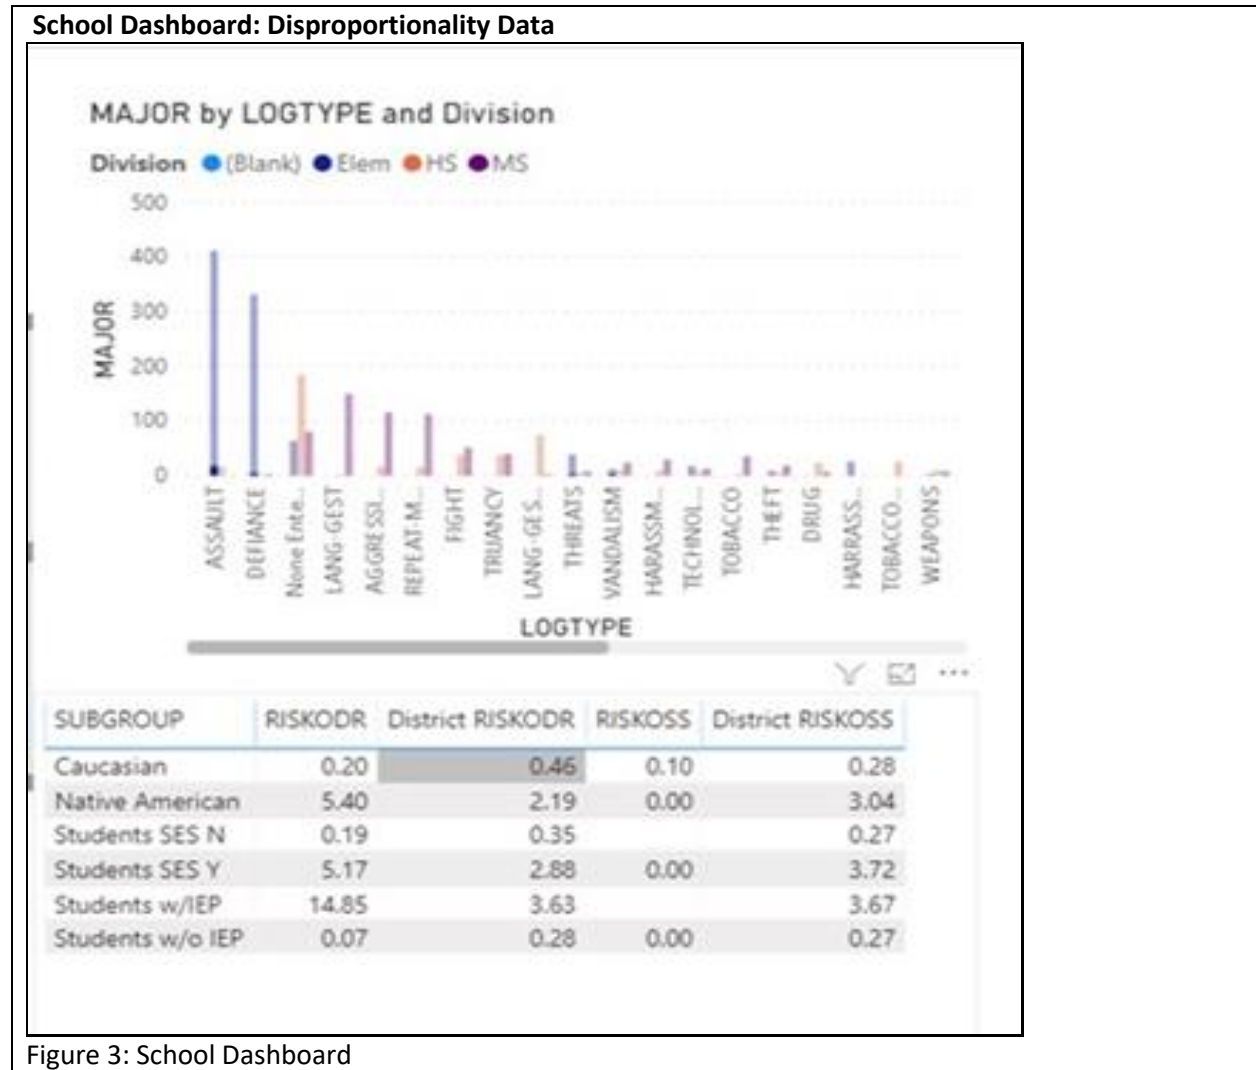 School Dashboard: Disproportionality Data
MAJOR by LOGTYPE and Division
Division (Blank) Elem HS MS
500
400
300
200
100
0
MAJOR
ASSAULT
DEFIANCE
None Ente...
LANG-GEST
AGGRESSI...
REPEAT-M...
FIGHT
TRUANCY
LANG-GES...
THREATS
VANDALISM
HARASSM...
TECHNOL...
TOBACCO
THEFT
DRUG
HARRASS...
TOBACCO...
WEAPONS
LOGTYPE
SUBGROUP RISKODR District RISKODR RISKOSS District RISKOSS
Caucasian 0.20 0.46 0.10 0.28
Native American 5.40 2.19 0.00 3.04
Students SES N 0.19 0.35 0.27
Students SES Y 5.17 2.88 0.00 3.72
Students w/IEP 14.85 3.63 3.67
Students w/o IEP 0.07 0.28 0.00 0.27
Figure 3: School Dashboard